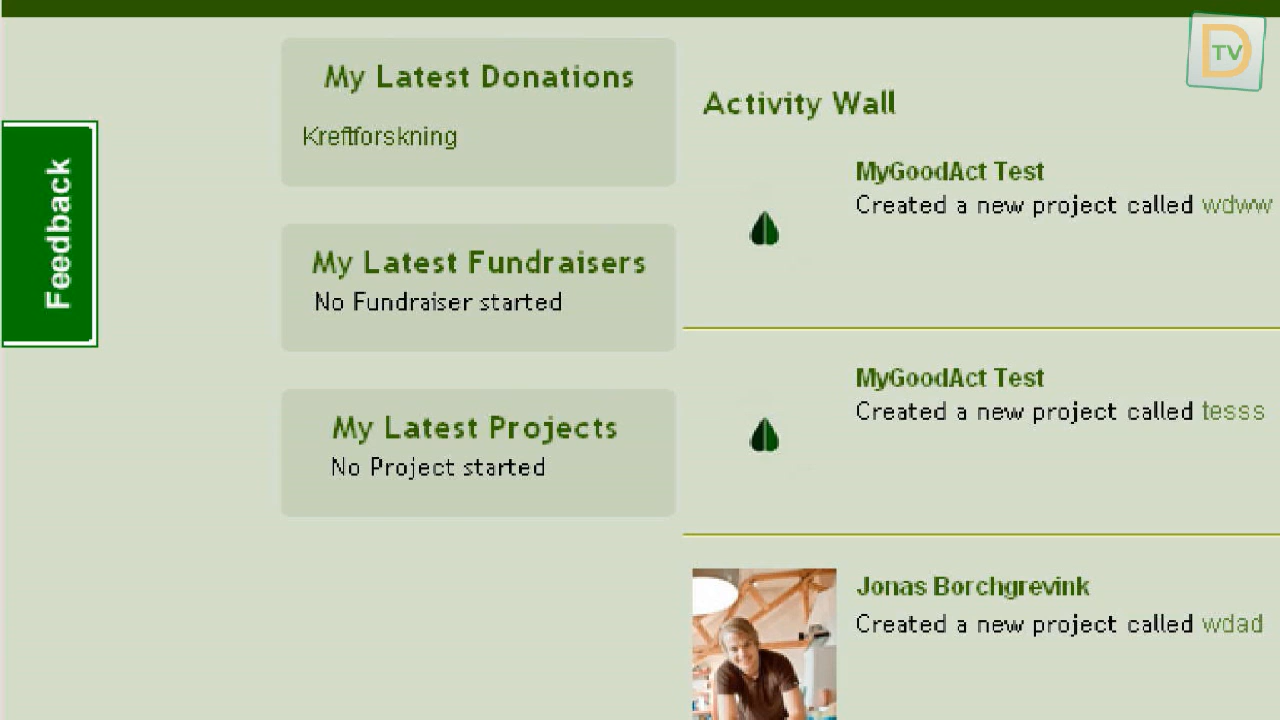 D TV
Feedback
My Latest Donations
Kreftforskning
My Latest Fundraisers
No Fundraiser started
My Latest Projects
No Project started
Activity Wall
MyGoodAct Test
Created a new project called wdww
MyGoodAct Test
Created a new project called tesss
Jonas Borchgrevink
Created a new project called wdad